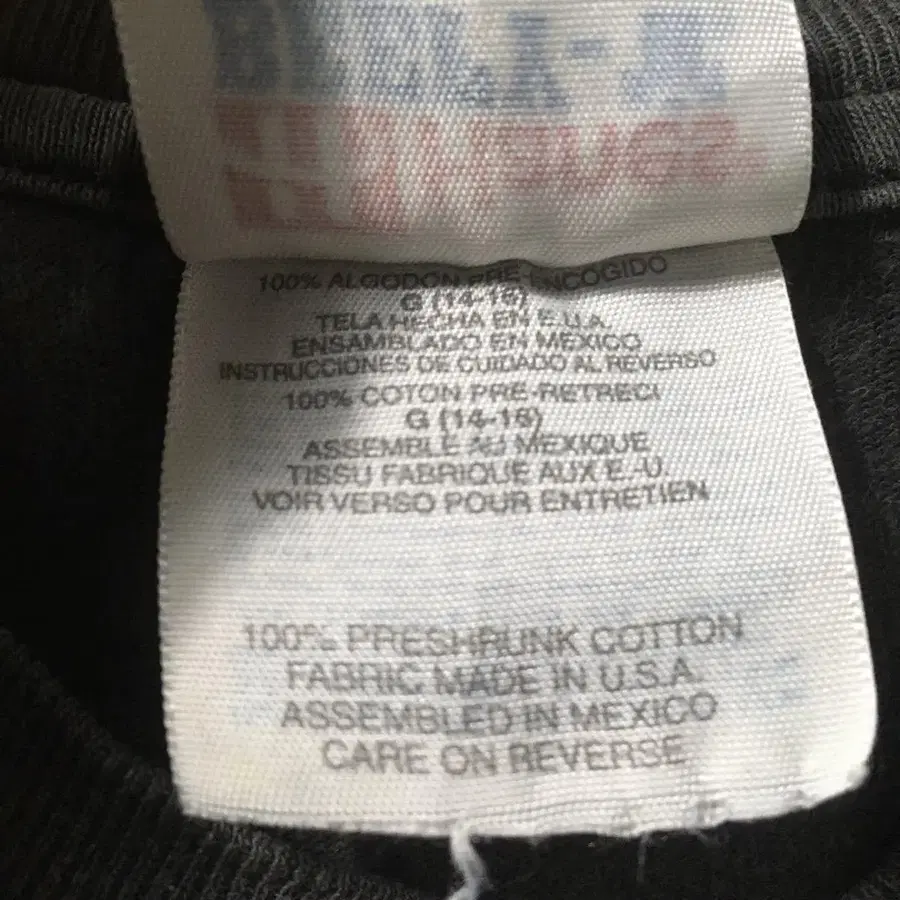 100% ALGODON PRE-ENCOGIDO
G (14-16)
TELA HECHA EN E.U.A.
ENSAMBLADO EN MEXICO
INSTRUCCIONES DE CUIDADO AL REVERSO
100% COTON PRE-RETRECI
G (14-16)
ASSEMBLE AU MEXIQUE
TISSU FABRIQUE AUX E.-U.
VOIR VERSO POUR ENTRETIEN
100% PRESHRUNK COTTON
FABRIC MADE IN U.S.A.
ASSEMBLED IN MEXICO
CARE ON REVERSE